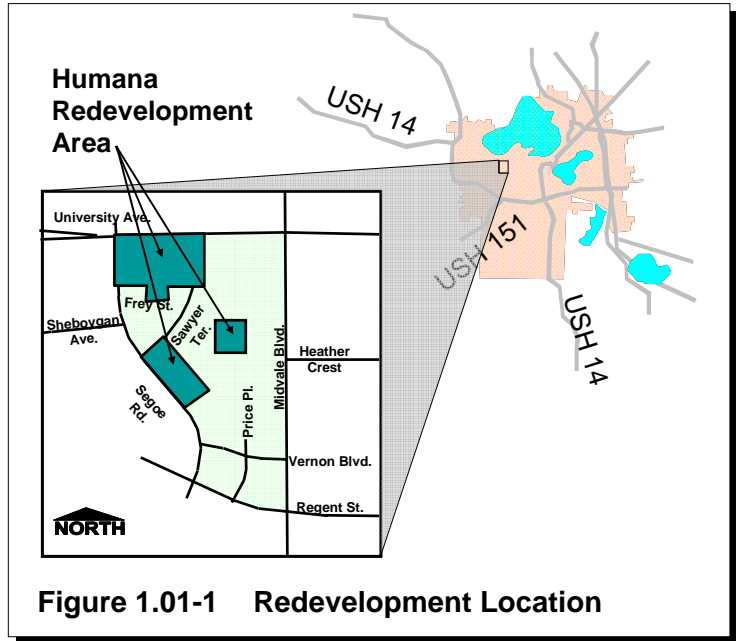 Humana
Redevelopment
Area
USH 14
USH 151
USH 14
University Ave.
Frey St.
Sheboygan
Ave.
Sawyer
Ter.
Segoe
Rd.
Midvale Blvd.
Heather
Crest
Price Pl.
Vernon Blvd.
Regent St.
NORTH
Figure 1.01-1 Redevelopment Location